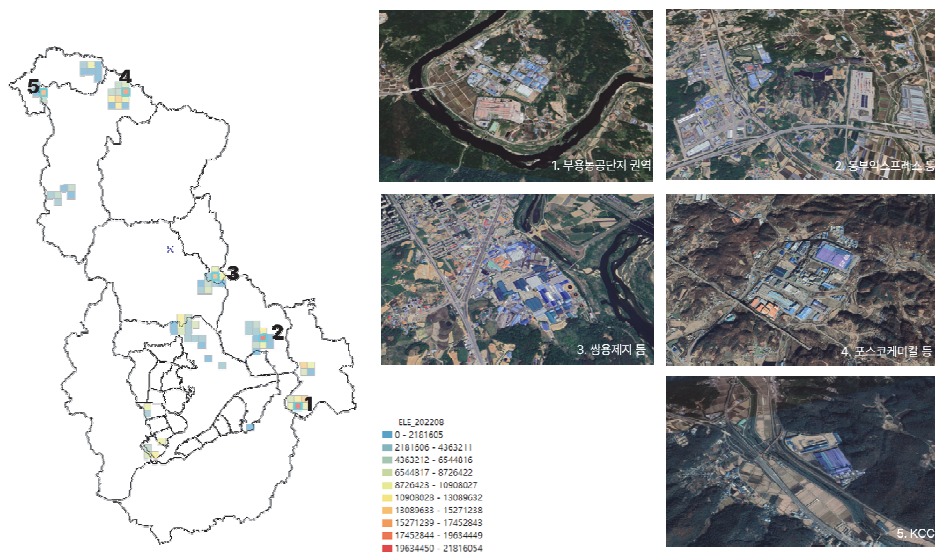 5
4
3
2
1
1. 부용농공단지 권역
2. 동부익스프레스 등
3. 쌍용제지 등
4. 포스코케미컬 등
5. KCC
ELE_202208
0 - 2181605
2181606 - 4363211
4363212 - 6544816
6544817 - 8726422
8726423 - 10908027
10908028 - 13089632
13089633 - 15271238
15271239 - 17452843
17452844 - 19634449
19634450 - 21816054